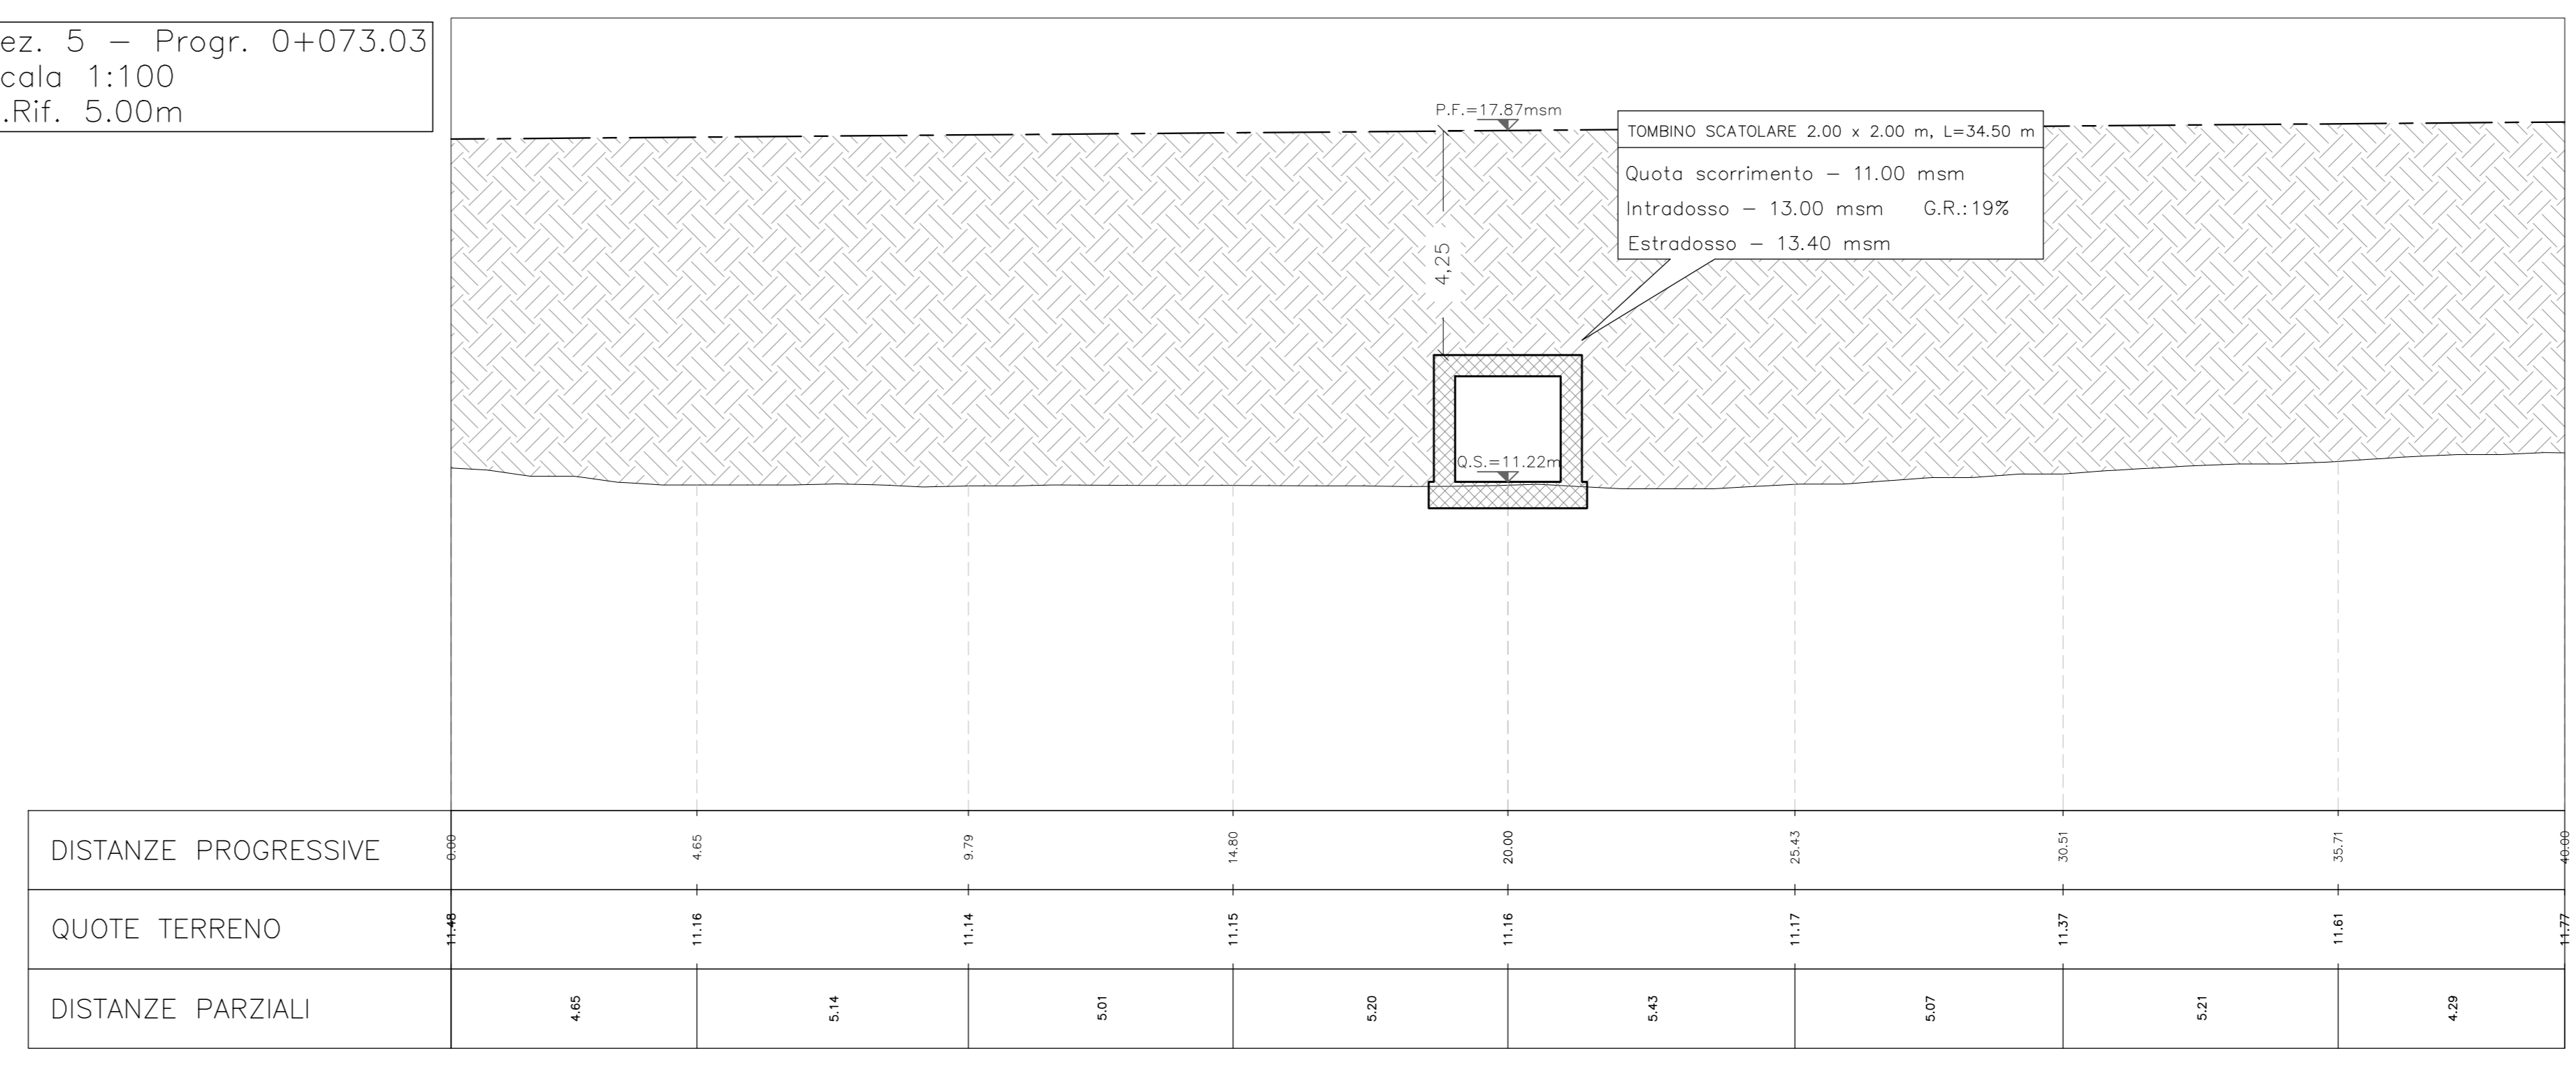 ez. 5 – Progr. 0+073.03
cala 1:100
.Rif. 5.00m
P.F.=17.87msm
TOMBINO SCATOLARE 2.00 x 2.00 m, L=34.50 m
Quota scorrimento – 11.00 msm
Intradosso – 13.00 msm G.R.:19%
Estradosso – 13.40 msm
4,25
Q.S.=11.22m
DISTANZE PROGRESSIVE 0.00 4.65 9.79 14.80 20.00 25.43 30.51 35.71 40.00
QUOTE TERRENO 11.48 11.16 11.14 11.15 11.16 11.17 11.37 11.61 11.77
DISTANZE PARZIALI 4.65 5.14 5.01 5.20 5.43 5.07 5.21 4.29